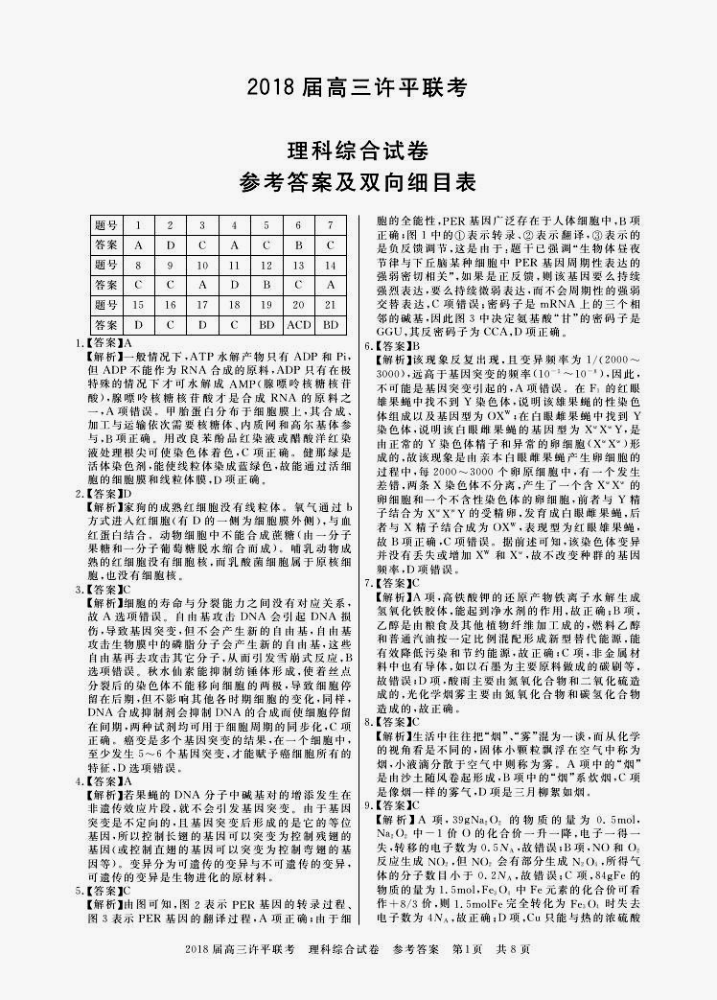 2018 届高三许平联考
理科综合试卷
参考答案及双向细目表
题号 1 2 3 4 5 6 7
答案 A D C A C B C
题号 8 9 10 11 12 13 14
答案 C C A D B C A
题号 15 16 17 18 19 20 21
答案 D C D C BD ACD BD
1.【答案】A
【解析】一般情况下,ATP 水解产物只有 ADP 和 Pi,
但 ADP 不能作为 RNA 合成的原料,ADP 只有在极
特殊的情况下才可水解成 AMP(腺嘌呤核糖核苷
酸),腺嘌呤核糖核苷酸才是合成 RNA 的原料之
一,A 项错误。甲胎蛋白分布于细胞膜上,其合成、
加工与运输依次需要核糖体、内质网和高尔基体参
与,B项正确。用改良苯酚品红染液或醋酸洋红染
液处理根尖可使染色体着色,C 项正确。健那绿是
活体染色剂,能使线粒体染成蓝绿色,故能通过活细
胞的细胞膜和线粒体膜,D项正确。
2.【答案】D
【解析】家狗的成熟红细胞没有线粒体。氧气通过 b
方式进入红细胞(有 D 的一侧为细胞膜外侧),与血
红蛋白结合。动物细胞中不能合成蔗糖(由一分子
果糖和一分子葡萄糖脱水缩合而成)。哺乳动物成
熟的红细胞没有细胞核,而乳酸菌细胞属于原核细
胞,也没有细胞核。
3.【答案】C
【解析】细胞的寿命与分裂能力之间没有对应关系,
故 A 选项错误。自由基攻击 DNA 会引起 DNA 损
伤,导致基因突变,但不会产生新的自由基,自由基
攻击生物膜中的磷脂分子会产生新的自由基,这些
自由基再去攻击其它分子,从而引发雪崩式反应,B
选项错误。秋水仙素能抑制纺锤体形成,使着丝点
分裂后的染色体不能移向细胞的两极,导致细胞停
留在后期,但不影响其他各时期细胞的变化,同样,
DNA 合成抑制剂会抑制 DNA 的合成而使细胞停留
在间期,两种试剂均可用于细胞周期的同步化,C 项
正确。癌变是多个基因突变的结果,在一个细胞中,
至少发生 5~6 个基因突变,才能赋予癌细胞所有的
特征,D 选项错误。
4.【答案】A
【解析】若果蝇的 DNA 分子中碱基对的增添发生在
非遗传效应片段,就不会引发基因突变。由于基因
突变是不定向的,且基因突变后形成的是它的等位
基因,所以控制长翅的基因可以突变为控制残翅的
基因(或控制直翅的基因可以突变为控制弯翅的基
因等)。变异分为可遗传的变异与不可遗传的变异,
可遗传的变异是生物进化的原材料。
5.【答案】C
【解析】由图可知,图 2 表示 PER 基因的转录过程、
图 3 表示 PER 基因的翻译过程,A 项正确;由于细
胞的全能性,PER 基因广泛存在于人体细胞中,B 项
正确;图 1 中的①表示转录、②表示翻译,③表示的
是负反馈调节,这是由于:题干已强调“生物体昼夜
节律与下丘脑某种细胞中 PER 基因周期性表达的
强弱密切相关”,如果是正反馈,则该基因要么持续
强烈表达,要么持续微弱表达,而不会周期性的强弱
交替表达,C 项错误;密码子是 mRNA 上的三个相
邻的碱基,因此图 3 中决定氨基酸“甘”的密码子是
GGU,其反密码子为 CCA,D 项正确。
6.【答案】B
【解析】该现象反复出现,且变异频率为 1/(2000~
3000),远高于基因突变的频率(10⁻⁵~10⁻⁸),因此,
不可能是基因突变引起的,A 项错误。在 F₁ 的红眼
雄果蝇中找不到 Y 染色体,说明该雄果蝇的性染色
体组成以及基因型为 OXᵂ;在白眼雌果蝇中找到 Y
染色体,说明该白眼雌果蝇的基因型为 XʷXʷY,是
由正常的 Y 染色体精子和异常的卵细胞(XʷXʷ)形
成的,故该现象是由亲本白眼雌果蝇产生卵细胞的
过程中,每 2000~3000 个卵原细胞中,有一个发生
差错,两条 X 染色体不分离,产生了一个含 XʷXʷ 的
卵细胞和一个不含性染色体的卵细胞,前者与 Y 精
子结合为 XʷXʷY 的受精卵,发育成白眼雌果蝇,后
者与 X 精子结合成为 OXᵂ,表现型为红眼雄果蝇,
故 B 项正确,C 项错误。据前述可知,该染色体变异
并没有丢失或增加 Xᵂ 和 Xʷ,故不改变种群的基因
频率,D 项错误。
7.【答案】C
【解析】A 项,高铁酸钾的还原产物铁离子水解生成
氢氧化铁胶体,能起到净水剂的作用,故正确;B 项,
乙醇是由粮食及其他植物纤维加工成的,燃料乙醇
和普通汽油按一定比例混配形成新型替代能源,能
有效降低污染和节约能源,故正确;C 项,非金属材
料中也有导体,如以石墨为主要原料做成的碳刷等,
故错误;D 项,酸雨主要由氮氧化合物和二氧化硫造
成的,光化学烟雾主要由氮氧化合物和碳氢化合物
造成的,故正确。
8.【答案】C
【解析】生活中往往把“烟”、“雾”混为一谈,而从化学
的视角看是不同的,固体小颗粒飘浮在空气中称为
烟,小液滴分散于空气中则称为雾。A 项中的“烟”
是由沙土随风卷起形成,B 项中的“烟”系炊烟,C 项
是像烟一样的雾气,D 项是三月柳絮如烟。
9.【答案】C
【解析】A 项,39gNa₂O₂ 的物质的量为 0.5mol,
Na₂O₂ 中-1 价 O 的化合价一升一降,电子一得一
失,转移的电子数为 0.5Nₐ,故错误;B 项,NO 和 O₂
反应生成 NO₂,但 NO₂ 会有部分生成 N₂O₄,所得气
体的分子数目小于 0.2Nₐ,故错误;C 项,84gFe 的
物质的量为 1.5mol,Fe₃O₄ 中 Fe 元素的化合价可看
作+8/3 价,则 1.5molFe 完全转化为 Fe₃O₄ 时失去
电子数为 4Nₐ,故正确;D 项,Cu 只能与热的浓硫酸
2018 届高三许平联考 理科综合试卷 参考答案 第1页 共 8 页